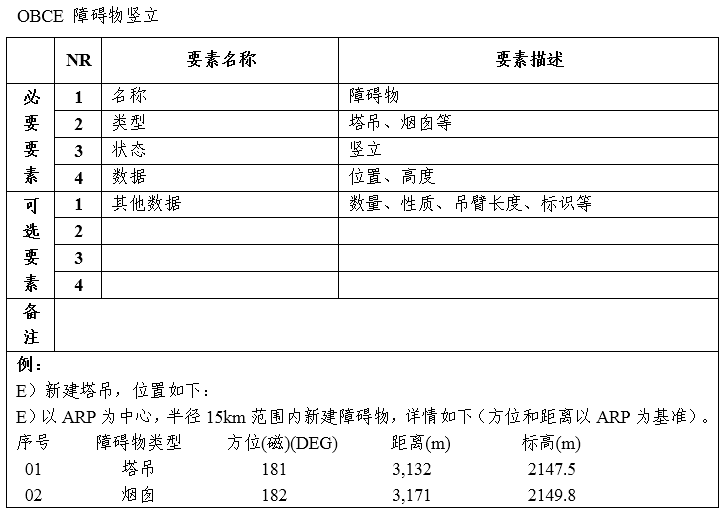 OBCE 障碍物竖立
NR 要素名称 要素描述
必要要素
1 名称 障碍物
2 类型 塔吊、烟囱等
3 状态 竖立
4 数据 位置、高度
可选要素
1 其他数据 数量、性质、吊臂长度、标识等
2
3
4
备注
例：
E）新建塔吊，位置如下：
E）以 ARP 为中心，半径 15km 范围内新建障碍物，详情如下（方位和距离以 ARP 为基准）。
序号 障碍物类型 方位(磁)(DEG) 距离(m) 标高(m)
01 塔吊 181 3,132 2147.5
02 烟囱 182 3,171 2149.8